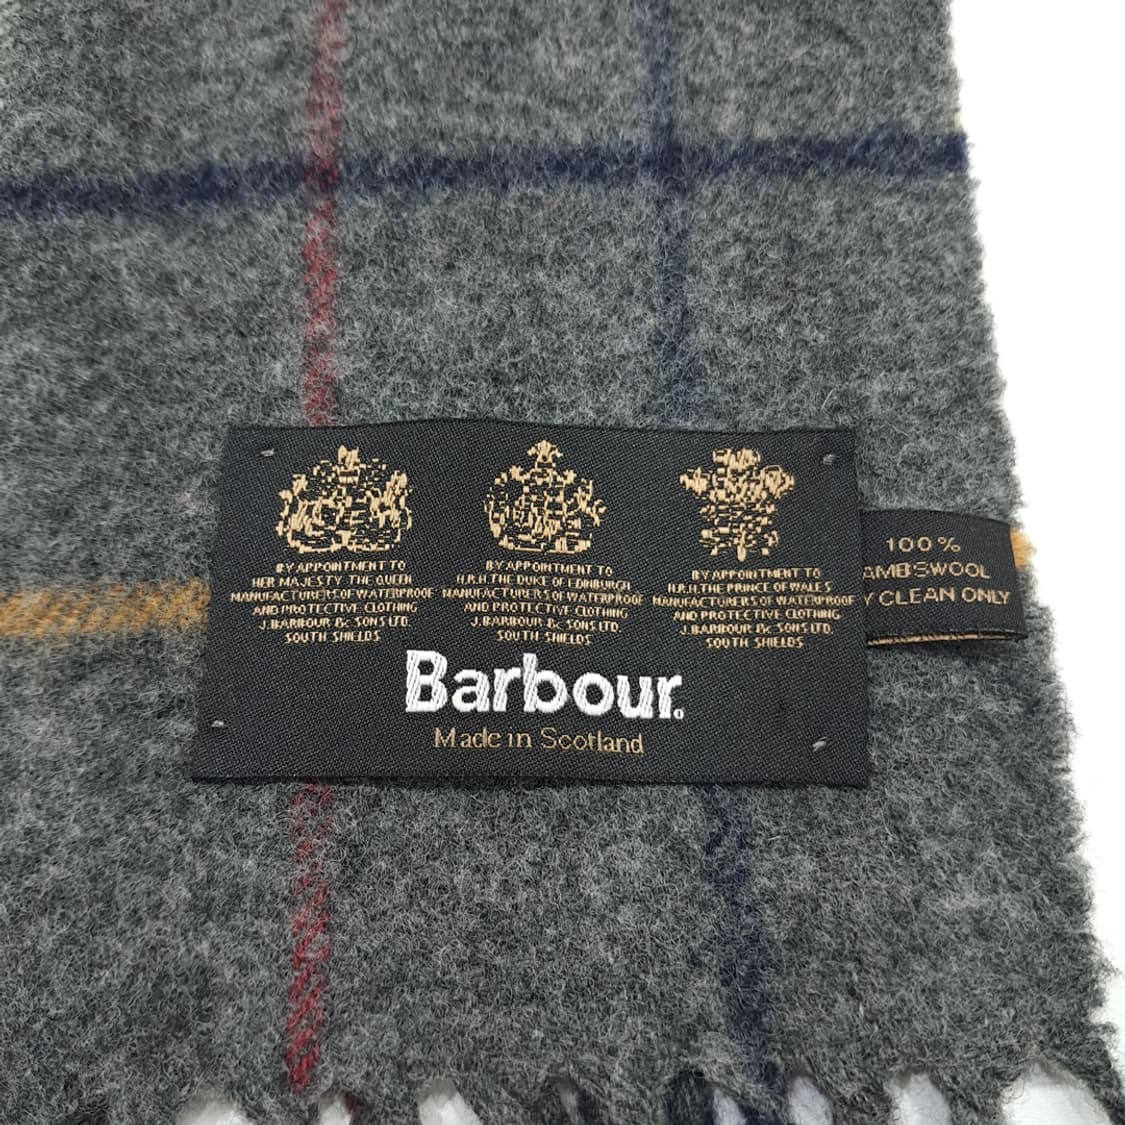 BY APPOINTMENT TO
HER MAJESTY THE QUEEN
MANUFACTURERS OF WATERPROOF
AND PROTECTIVE CLOTHING
J. BARBOUR & SONS LTD.
SOUTH SHIELDS
BY APPOINTMENT TO
H.R.H. THE DUKE OF EDINBURGH
MANUFACTURERS OF WATERPROOF
AND PROTECTIVE CLOTHING
J. BARBOUR & SONS LTD.
SOUTH SHIELDS
BY APPOINTMENT TO
H.R.H. THE PRINCE OF WALES
MANUFACTURERS OF WATERPROOF
AND PROTECTIVE CLOTHING
J. BARBOUR & SONS LTD.
SOUTH SHIELDS
Barbour
Made in Scotland
100%
AMBSWOOL
Y CLEAN ONLY